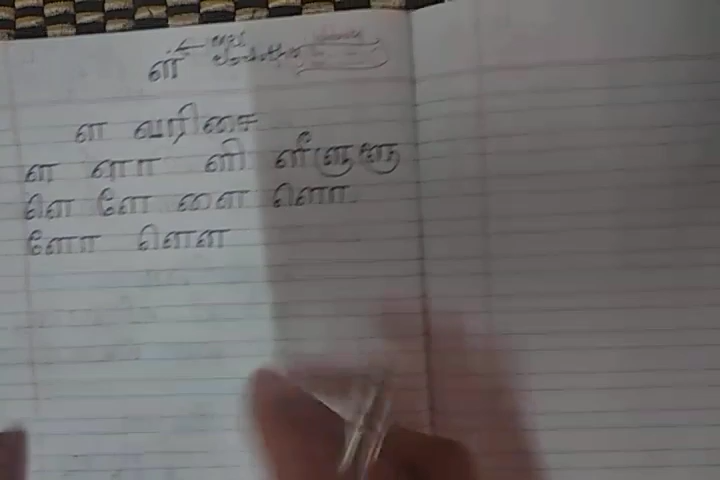 ள்
ள வரிசை
ள ளா ளி ளீ ளு ளூ
ளெ ளே ளை ளொ
ளோ ளௌ